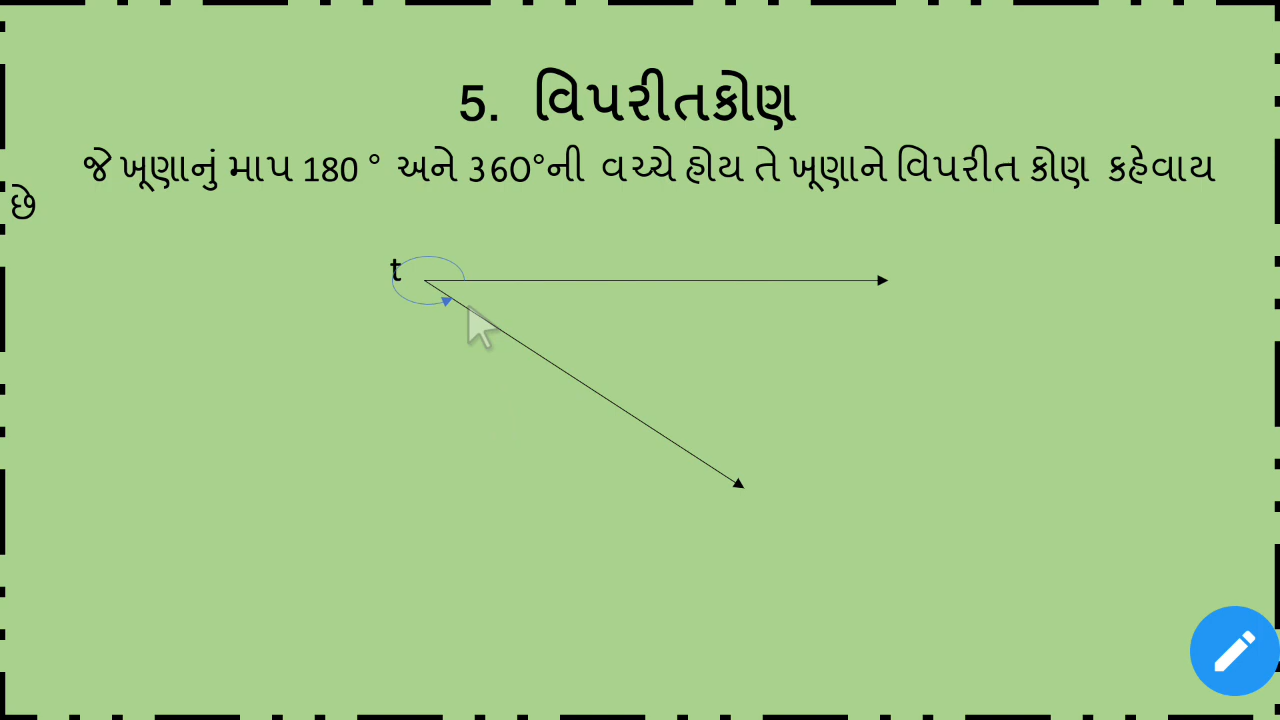 5. વિપરીતકોણ
જે ખૂણાનું માપ 180 ° અને 360°ની વચ્ચે હોય તે ખૂણાને વિપરીત કોણ કહેવાય
છે
t